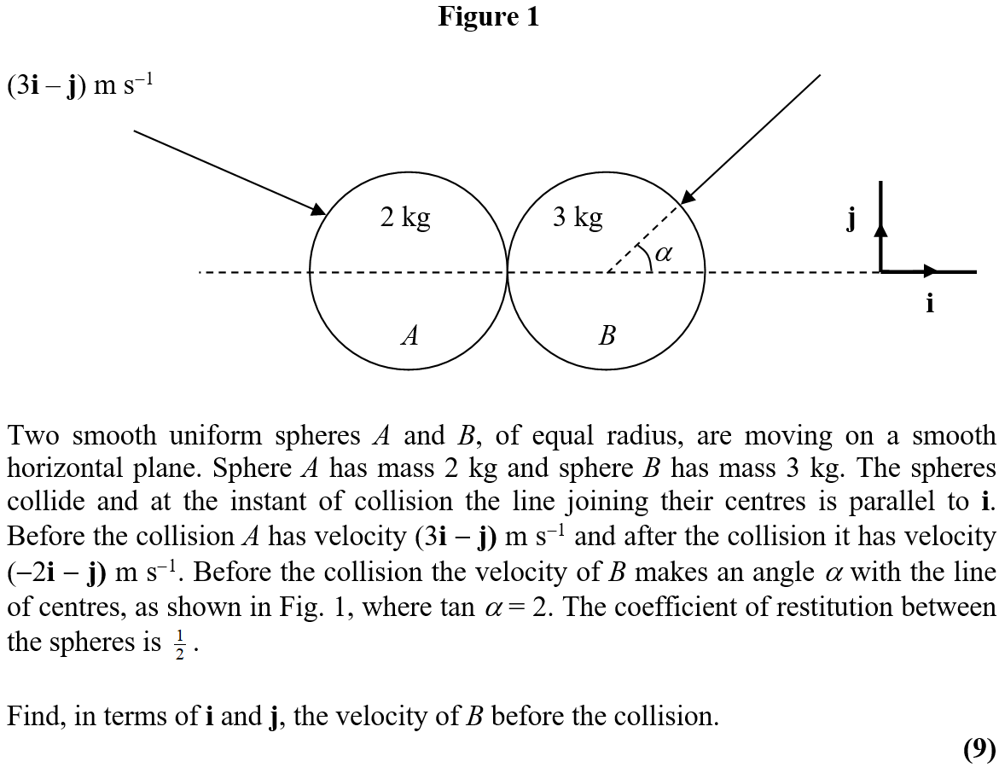 Figure 1
(3i – j) m s–1
2 kg
3 kg
α
j
i
A
B
Two smooth uniform spheres A and B, of equal radius, are moving on a smooth
horizontal plane. Sphere A has mass 2 kg and sphere B has mass 3 kg. The spheres
collide and at the instant of collision the line joining their centres is parallel to i.
Before the collision A has velocity (3i – j) m s–1 and after the collision it has velocity
(–2i – j) m s–1. Before the collision the velocity of B makes an angle α with the line
of centres, as shown in Fig. 1, where tan α = 2. The coefficient of restitution between
the spheres is 1/2 .
Find, in terms of i and j, the velocity of B before the collision.
(9)